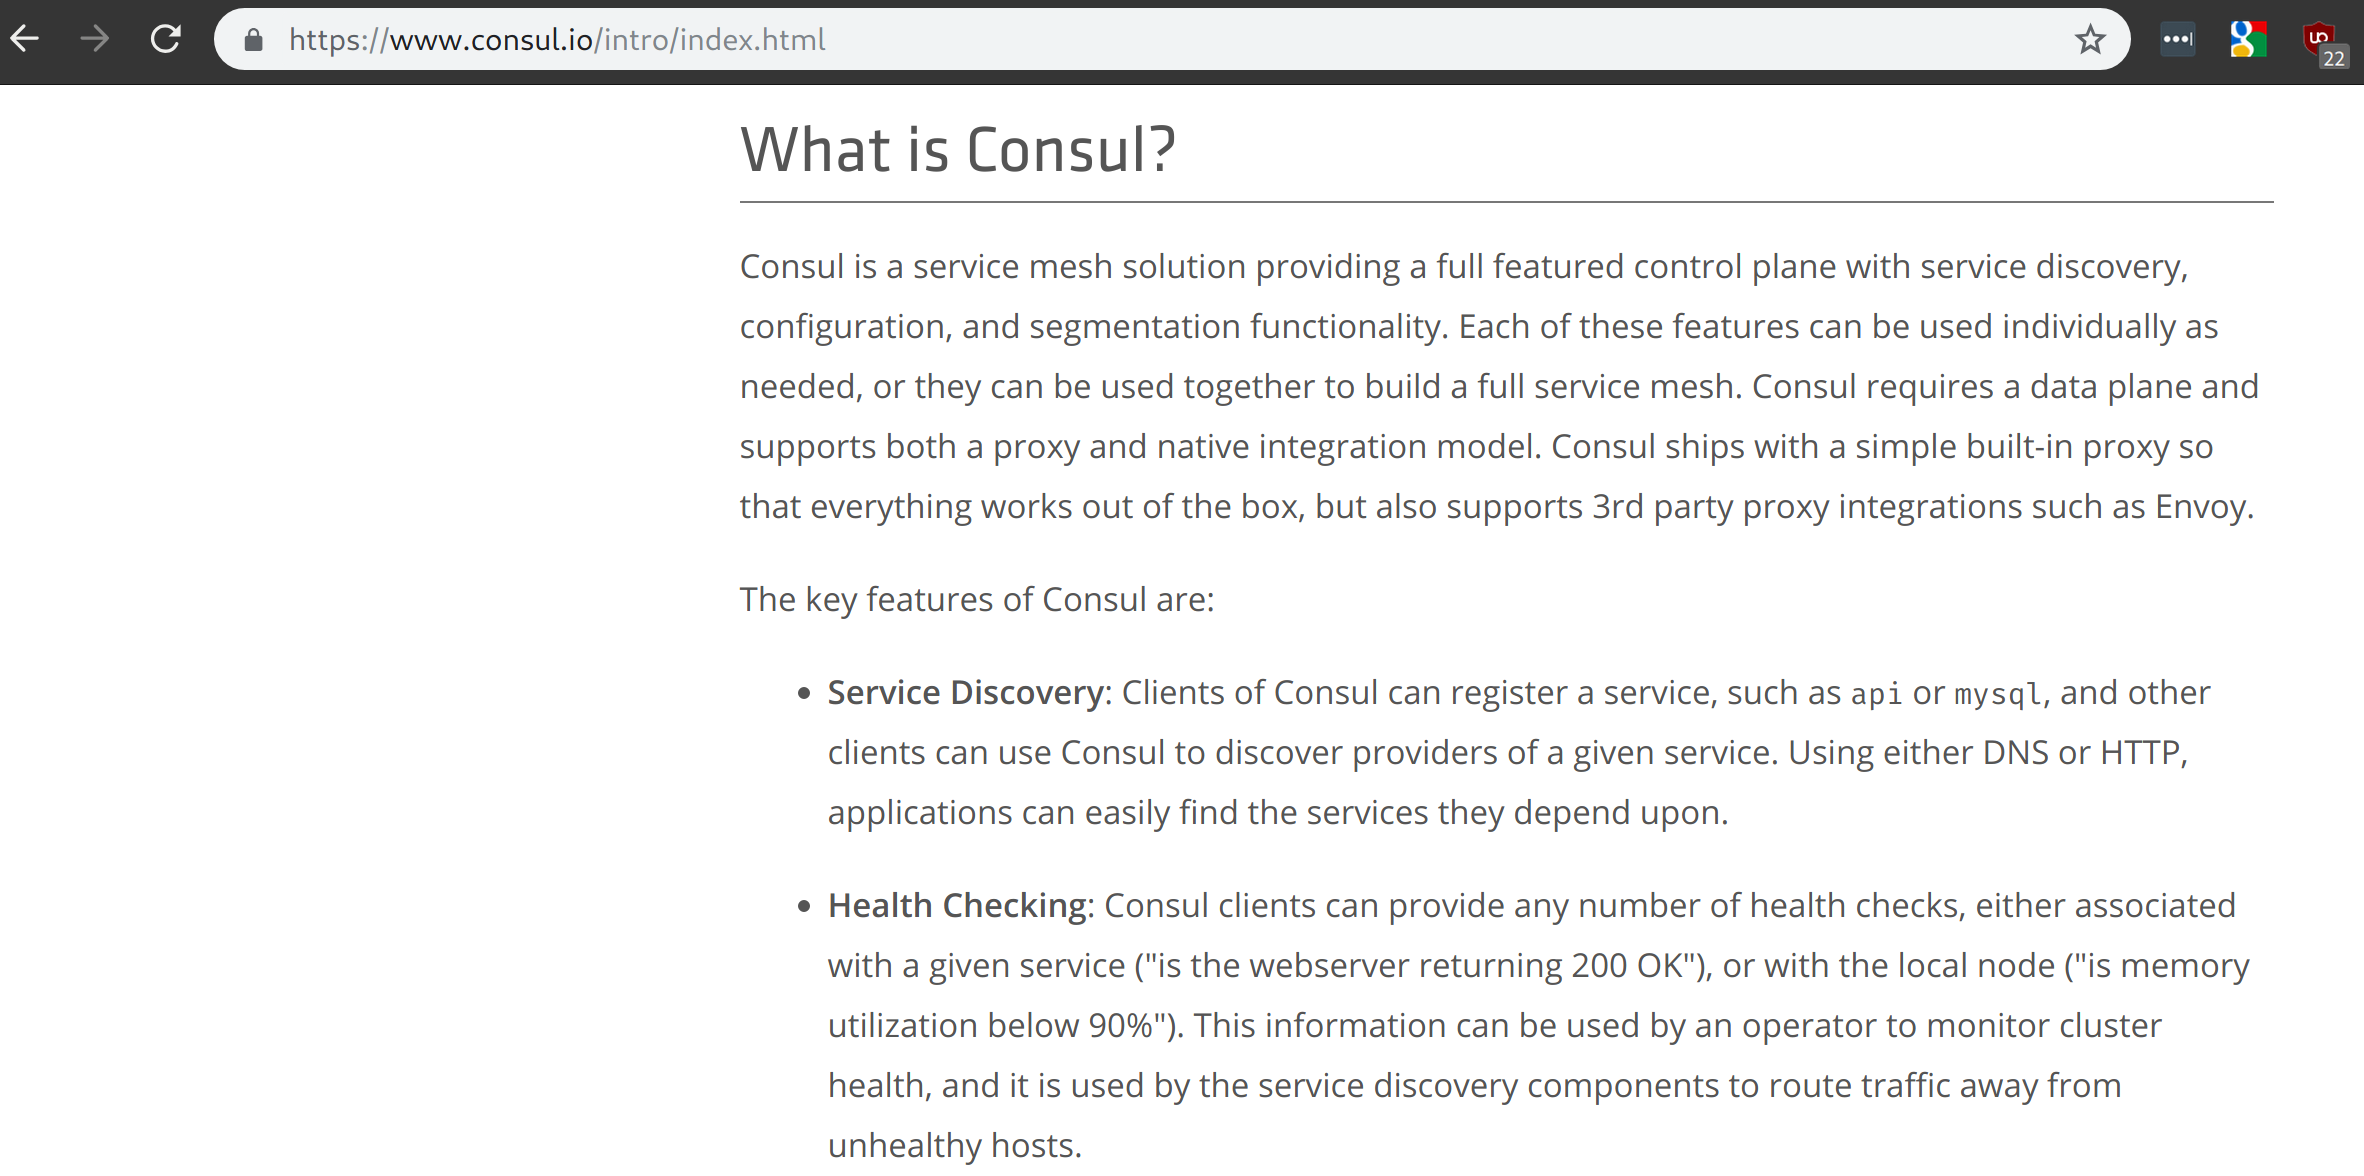 https://www.consul.io/intro/index.html
22
What is Consul?
Consul is a service mesh solution providing a full featured control plane with service discovery,
configuration, and segmentation functionality. Each of these features can be used individually as
needed, or they can be used together to build a full service mesh. Consul requires a data plane and
supports both a proxy and native integration model. Consul ships with a simple built-in proxy so
that everything works out of the box, but also supports 3rd party proxy integrations such as Envoy.
The key features of Consul are:
• Service Discovery: Clients of Consul can register a service, such as api or mysql, and other
clients can use Consul to discover providers of a given service. Using either DNS or HTTP,
applications can easily find the services they depend upon.
• Health Checking: Consul clients can provide any number of health checks, either associated
with a given service ("is the webserver returning 200 OK"), or with the local node ("is memory
utilization below 90%"). This information can be used by an operator to monitor cluster
health, and it is used by the service discovery components to route traffic away from
unhealthy hosts.